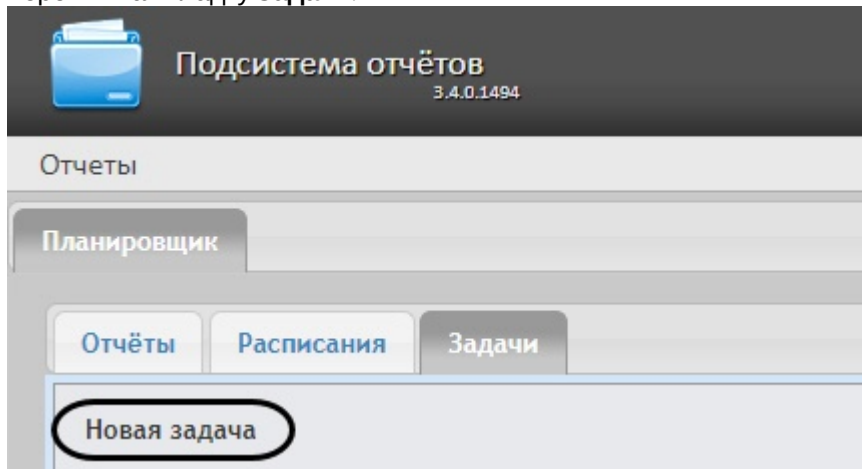 Подсистема отчётов
3.4.0.1494
Отчеты
Планировщик
Отчёты Расписания Задачи
Новая задача